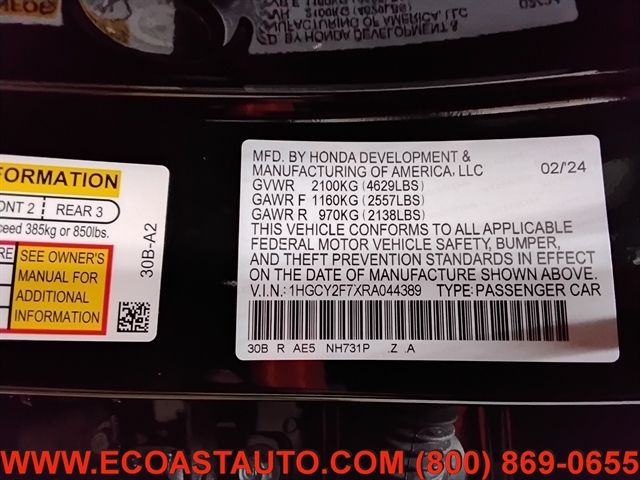 MFD. BY HONDA DEVELOPMENT &
MANUFACTURING OF AMERICA, LLC 02/'24
GVWR 2100KG (4629LBS)
GAWR F 1160KG (2557LBS)
GAWR R 970KG (2138LBS)
THIS VEHICLE CONFORMS TO ALL APPLICABLE
FEDERAL MOTOR VEHICLE SAFETY, BUMPER,
AND THEFT PREVENTION STANDARDS IN EFFECT
ON THE DATE OF MANUFACTURE SHOWN ABOVE.
V.I.N.: 1HGCY2F7XRA044389 TYPE: PASSENGER CAR
30B R AE5 NH731P .Z .A
FORMATION
ONT 2 REAR 3
ceed 385kg or 850lbs.
RE SEE OWNER'S
MANUAL FOR
ADDITIONAL
INFORMATION
30B-A2
WWW.ECOASTAUTO.COM (800) 869-0655